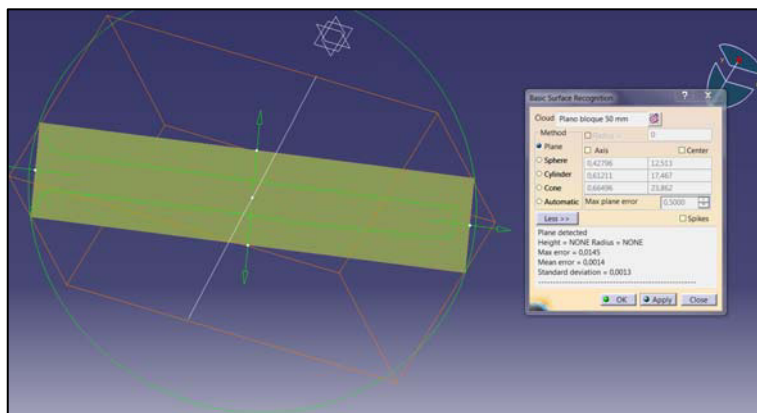 Basic Surface Recognition
Cloud Plano bloque 50 mm
Method
0
Plane
Axis
Center
Sphere
0,42706
12,513
Cylinder
0,61211
17,467
Cone
0,66496
23,862
Automatic
Max plane error
0,5000
Less >>
Spikes
Plane detected
Height = NONE Radius = NONE
Max error = 0,0145
Mean error = 0,0014
Standard deviation = 0,0013
OK
Apply
Close